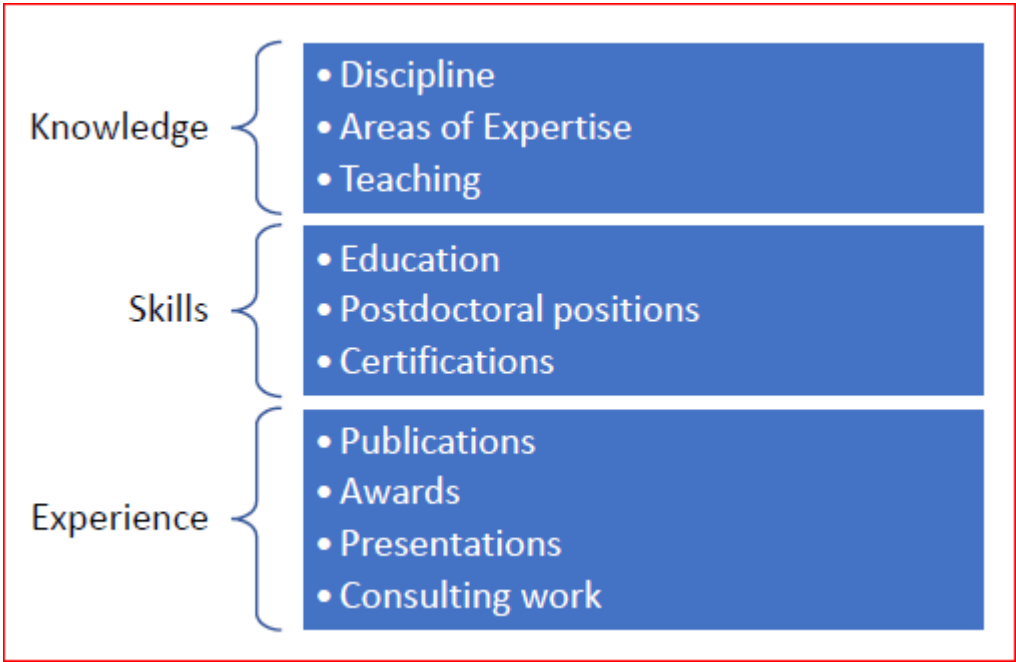 Knowledge
• Discipline
• Areas of Expertise
• Teaching
Skills
• Education
• Postdoctoral positions
• Certifications
Experience
• Publications
• Awards
• Presentations
• Consulting work